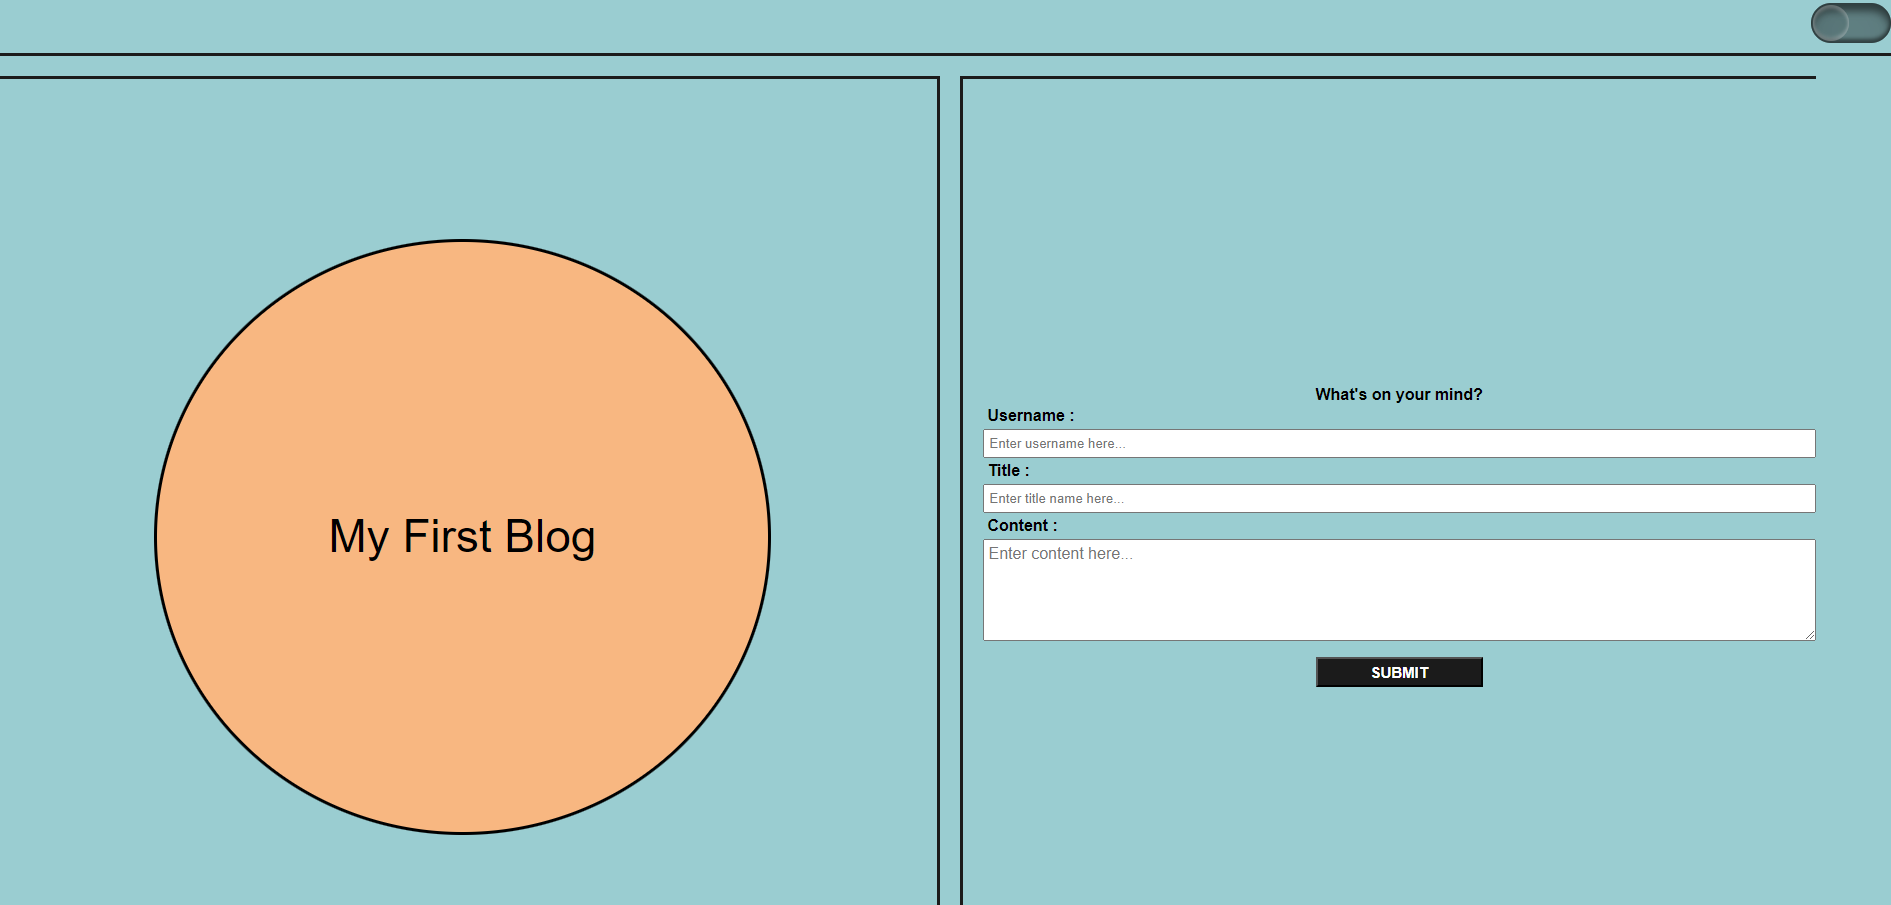 My First Blog
What's on your mind?
Username :
Enter username here...
Title :
Enter title name here...
Content :
Enter content here...
SUBMIT